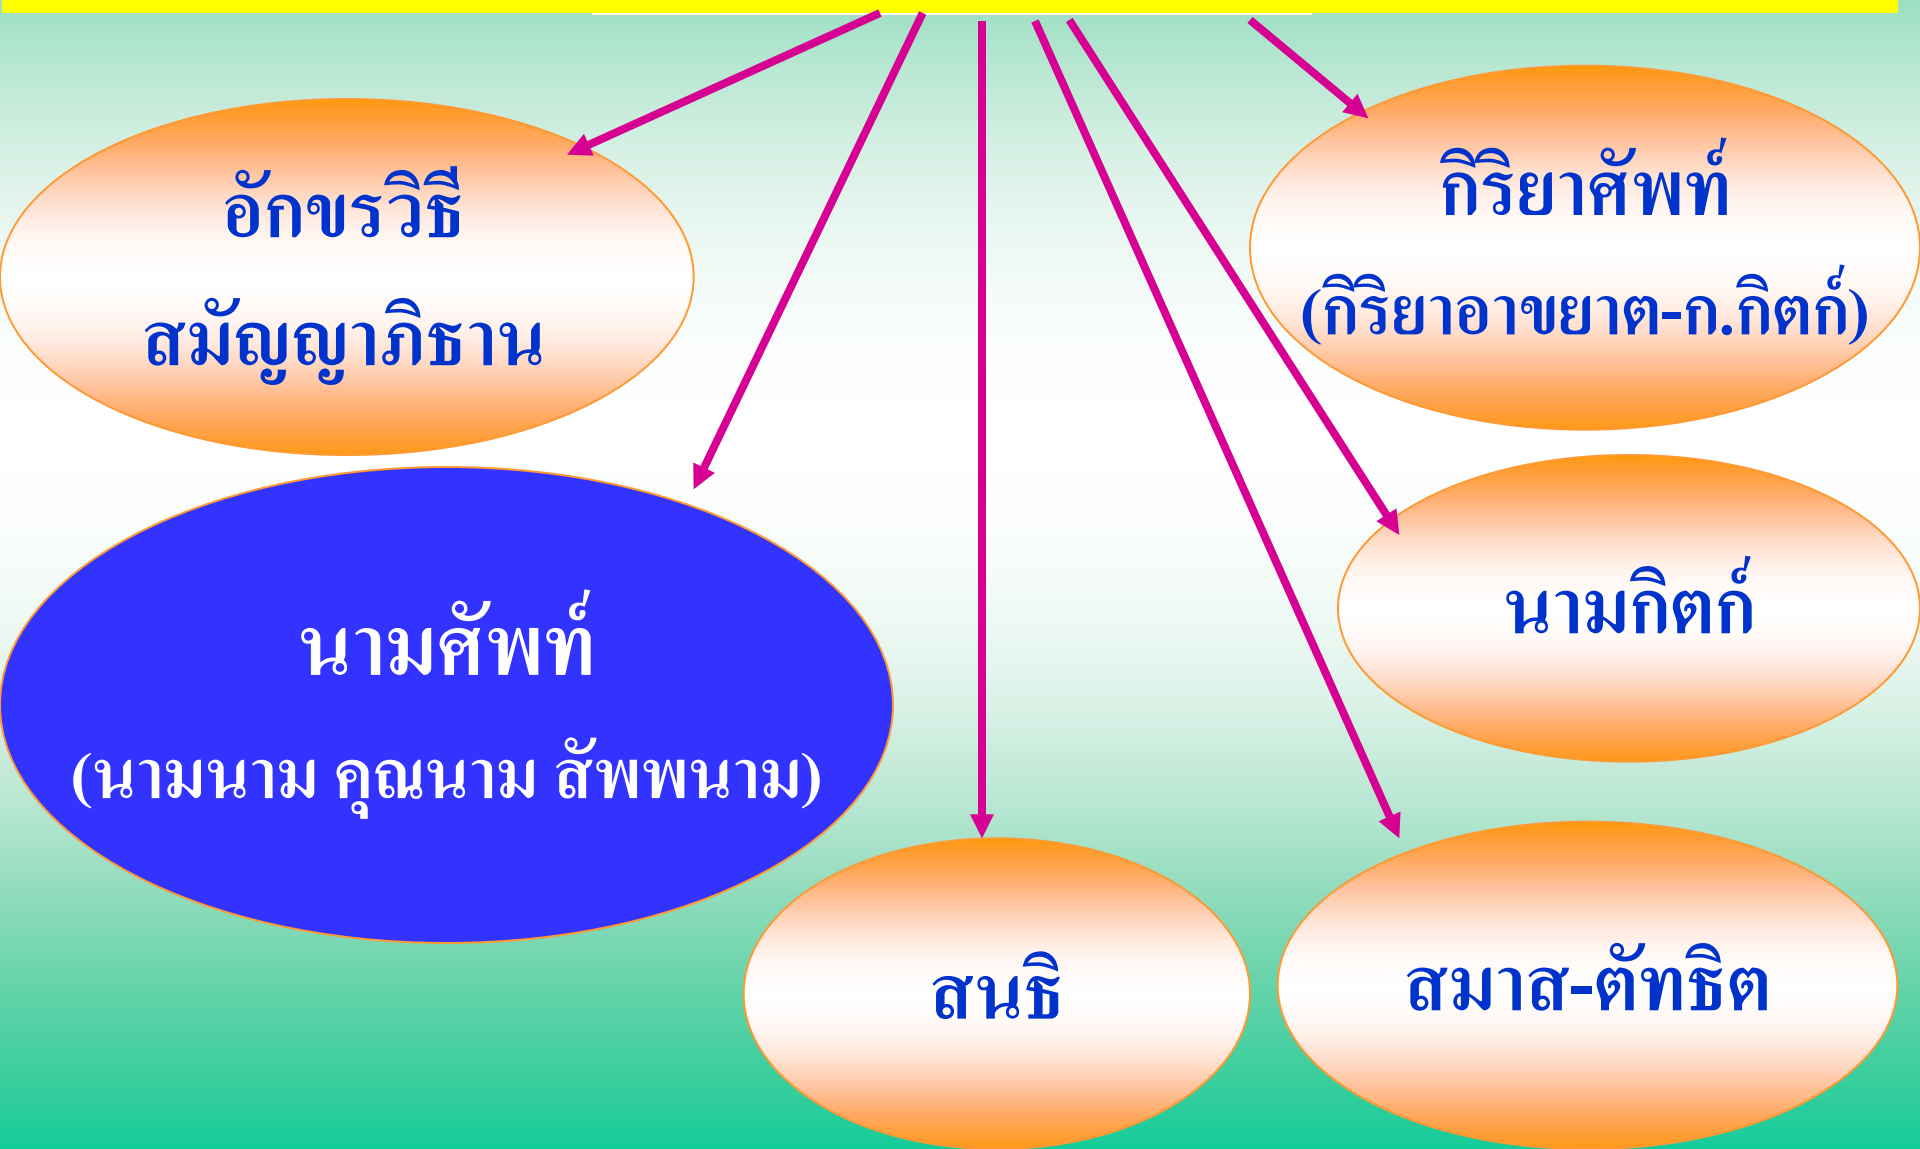 อักขรวิธี
สมัญญาภิธาน
กิริยาศัพท์
(กิริยาอาขยาต-ก.กิตก์)
นามศัพท์
(นามนาม คุณนาม สัพพนาม)
นามกิตก์
สนธิ
สมาส-ตัทธิต